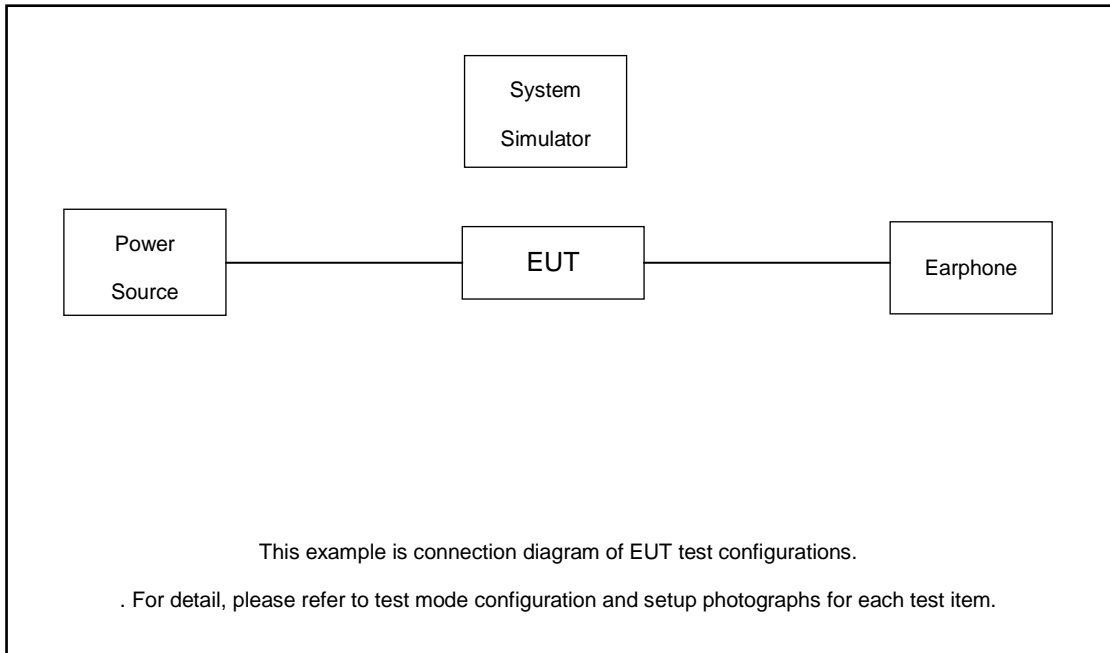 System
Simulator
Power
Source
EUT
Earphone
This example is connection diagram of EUT test configurations.
. For detail, please refer to test mode configuration and setup photographs for each test item.